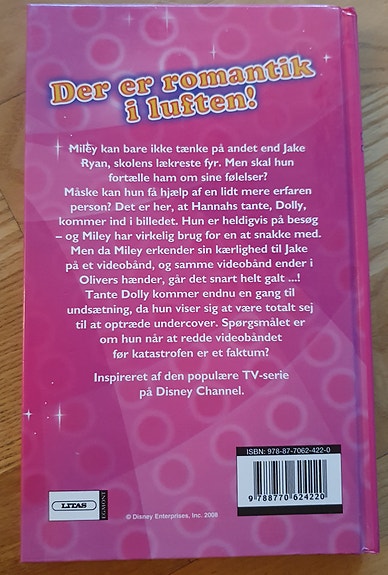 Der er romantik
i luften!
Miley kan bare ikke tænke på andet end Jake
Ryan, skolens lækreste fyr. Men skal hun
fortælle ham om sine følelser?
Måske kan hun få hjælp af en lidt mere erfaren
person? Det er her, at Hannahs tante, Dolly,
kommer ind i billedet. Hun er heldigvis på besøg
– og Miley har virkelig brug for en at snakke med.
Men da Miley erkender sin kærlighed til Jake
på et videobånd, og samme videobånd ender i
Olivers hænder, går det snart helt galt ...!
Tante Dolly kommer endnu en gang til
undsætning, da hun viser sig at være totalt sej
til at optræde undercover. Spørgsmålet er
om hun når at redde videobåndet
før katastrofen er et faktum?
Inspireret af den populære TV-serie
på Disney Channel.
ISBN: 978-87-7062-422-0
9 788770 624220
LITAS
EGMONT
© Disney Enterprises, Inc. 2008